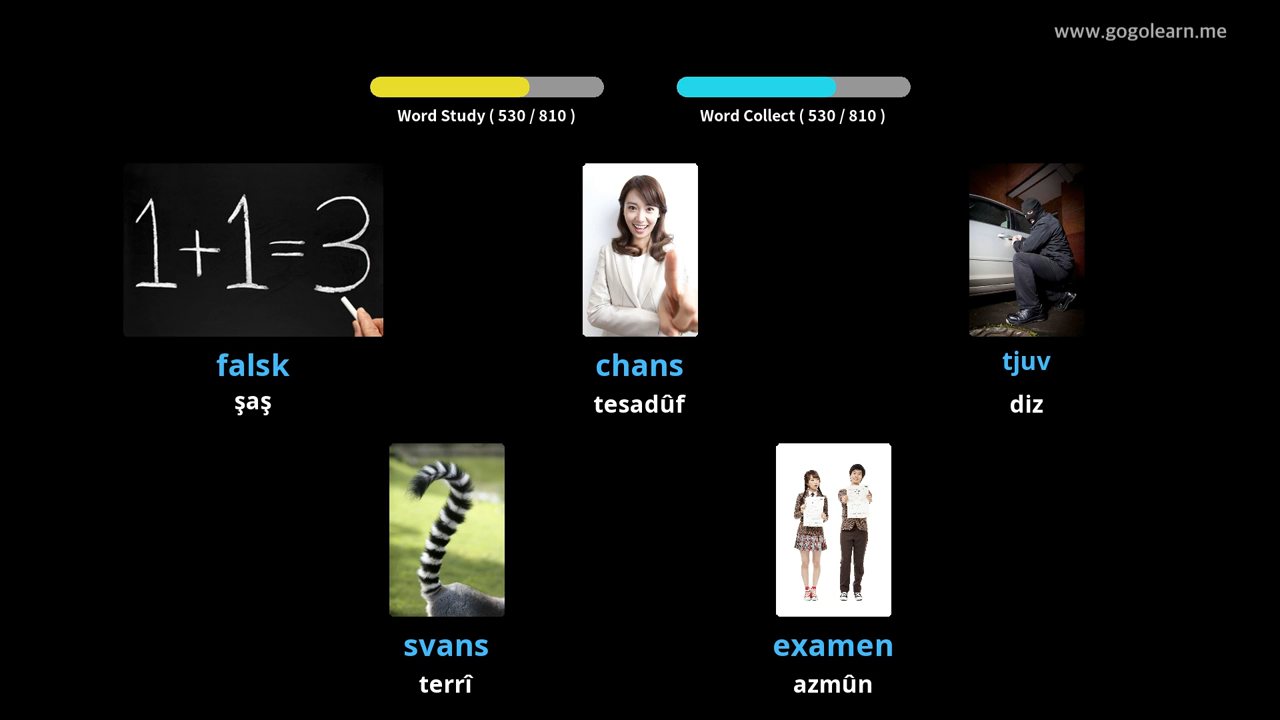 www.gogolearn.me
Word Study ( 530 / 810 )
Word Collect ( 530 / 810 )
1+1=3
falsk
şaş
chans
tesadûf
tjuv
diz
svans
terrî
examen
azmûn